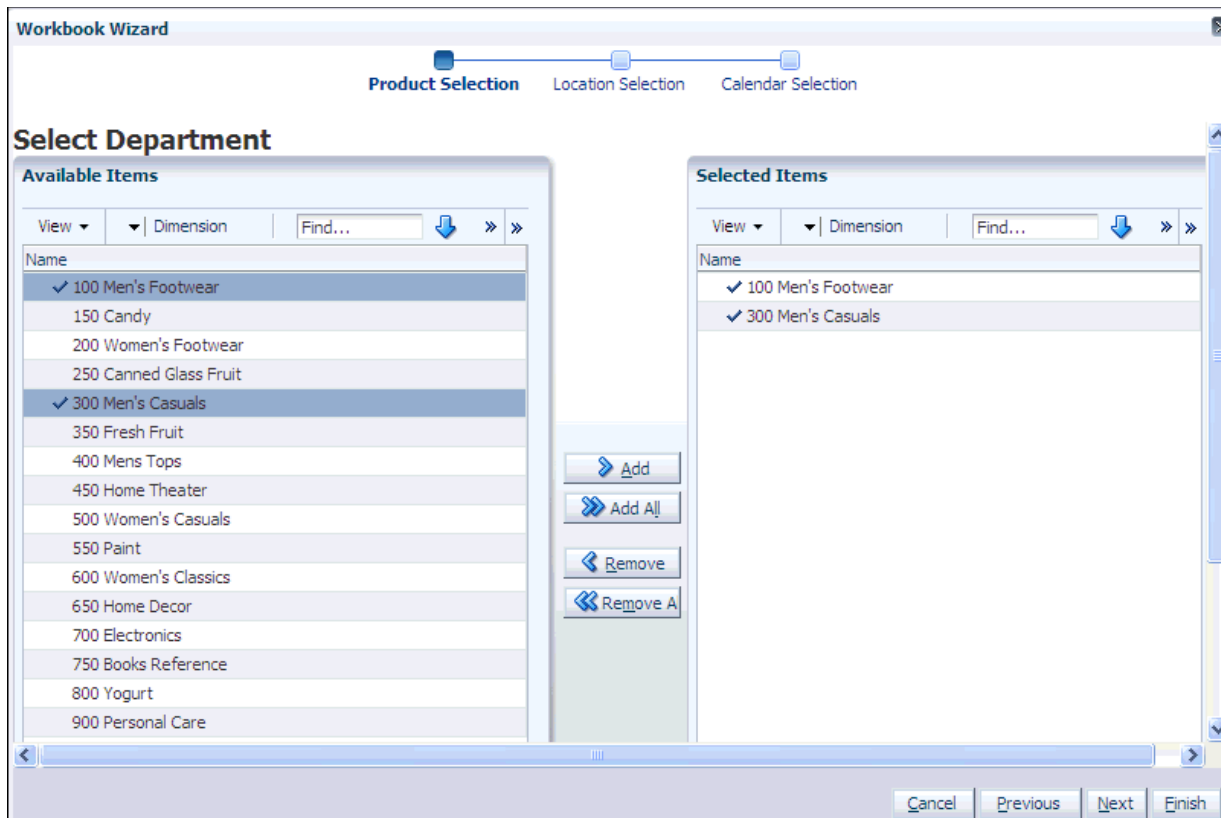 Workbook Wizard
Product Selection Location Selection Calendar Selection
Select Department
Available Items
View Dimension Find...
Name
100 Men's Footwear
150 Candy
200 Women's Footwear
250 Canned Glass Fruit
300 Men's Casuals
350 Fresh Fruit
400 Mens Tops
450 Home Theater
500 Women's Casuals
550 Paint
600 Women's Classics
650 Home Decor
700 Electronics
750 Books Reference
800 Yogurt
900 Personal Care
Add
Add All
Remove
Remove A
Selected Items
View Dimension Find...
Name
100 Men's Footwear
300 Men's Casuals
Cancel Previous Next Finish